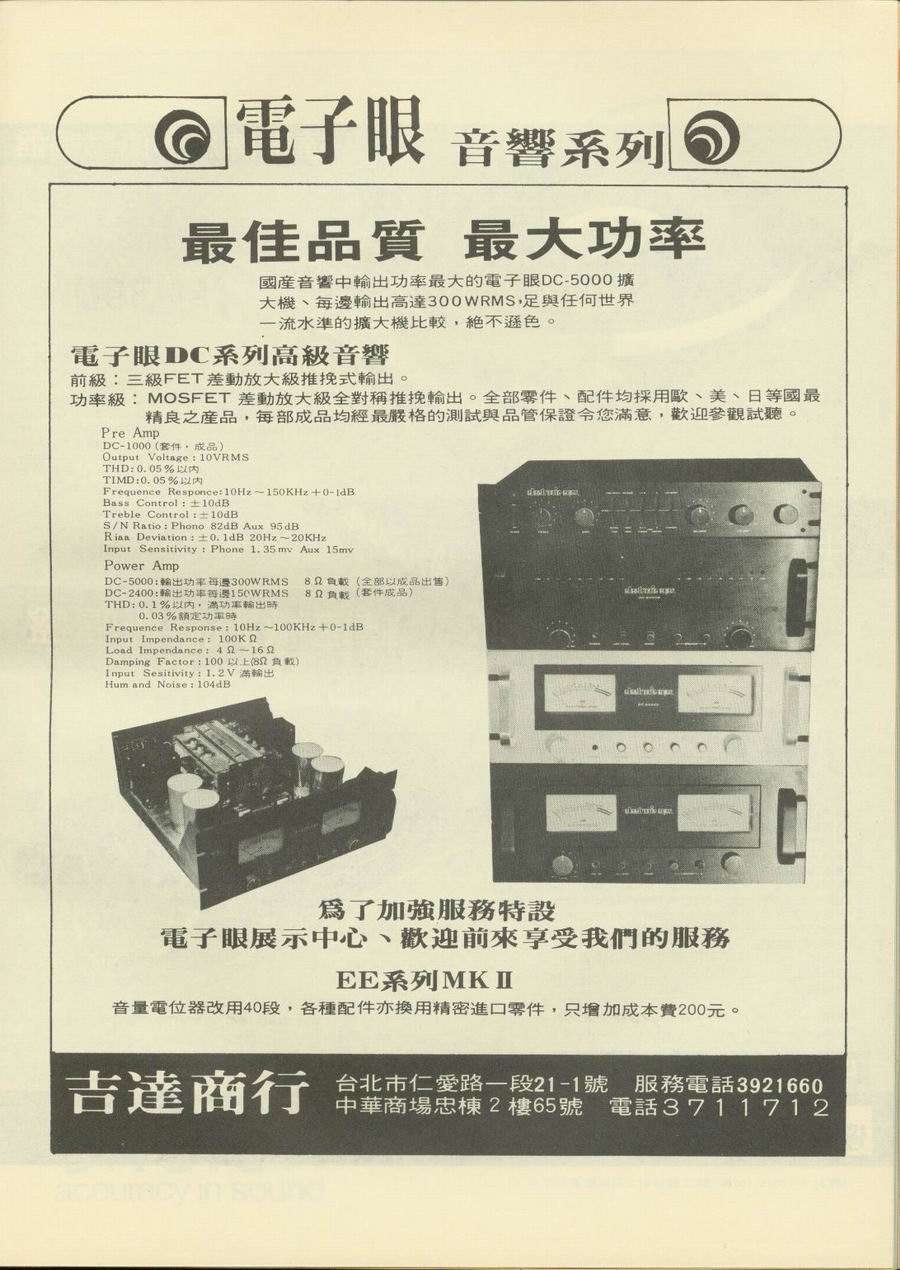 電子眼 音響系列
最佳品質 最大功率
國産音響中輸出功率最大的電子眼DC-5000 擴
大機、每邊輸出高達300WRMS,足與任何世界
一流水準的擴大機比較，絶不遜色。
電子眼DC系列高級音響
前級：三級FET 差動放大級推挽式輸出。
功率級：MOSFET 差動放大級全對稱推挽輸出。全部零件、配件均採用歐、美、日等國最
精良之産品，每部成品均經最嚴格的測試與品管保證令您滿意，歡迎參觀試聽。
Pre Amp
DC-1000 (套件，成品)
Output Voltage : 10VRMS
THD: 0. 05％以内
TIMD: 0. 05％以内
Frequence Responce: 10Hz～150KHz＋0-1dB
Bass Control : ±10dB
Treble Control : ±10dB
S/N Ratio : Phono 82dB Aux 95dB
Riaa Deviation : ±0. 1dB 20Hz～20KHz
Input Sensitivity : Phone 1. 35mv Aux 15mv
Power Amp
DC-5000: 輸出功率每邊300WRMS 8Ω負載 (全部以成品出售)
DC-2400: 輸出功率每邊150WRMS 8Ω負載 (套件成品)
THD: 0. 1％以内，滿功率輸出時
0. 03％額定功率時
Frequence Response : 10Hz～100KHz＋0-1dB
Input Impendance : 100KΩ
Load Impendance : 4Ω～16Ω
Damping Factor : 100 以上(8Ω負載)
Input Sesitivity : 1. 2V 滿輸出
Hum and Noise : 104dB
electronic eyes
electronic eyes
electronic eyes
electronic eyes
爲了加強服務特設
電子眼展示中心、歡迎前來享受我們的服務
EE系列MKⅡ
音量電位器改用40段，各種配件亦換用精密進口零件，只增加成本費200元。
吉達商行 台北市仁愛路一段21-1號 服務電話3921660
中華商場忠棟2樓65號 電話3711712
accuracy in sound